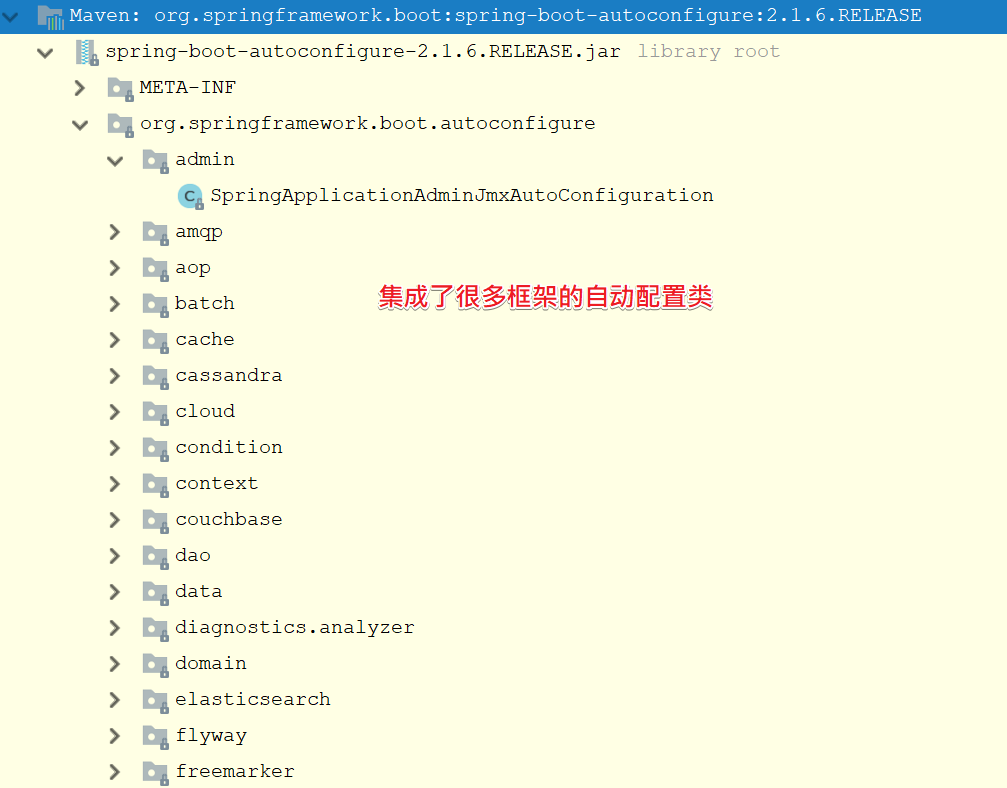 Maven: org.springframework.boot:spring-boot-autoconfigure:2.1.6.RELEASE
spring-boot-autoconfigure-2.1.6.RELEASE.jar library root
META-INF
org.springframework.boot.autoconfigure
admin
C SpringApplicationAdminJmxAutoConfiguration
amqp
aop
集成了很多框架的自动配置类
batch
cache
cassandra
cloud
condition
context
couchbase
dao
data
diagnostics.analyzer
domain
elasticsearch
flyway
freemarker